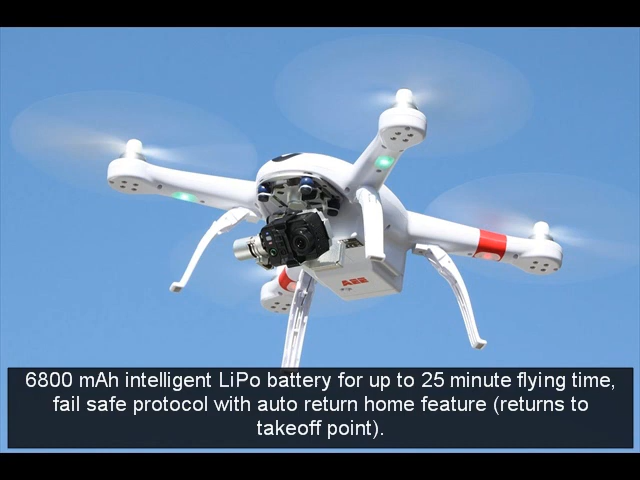 AEE
6800 mAh intelligent LiPo battery for up to 25 minute flying time,
fail safe protocol with auto return home feature (returns to
takeoff point).